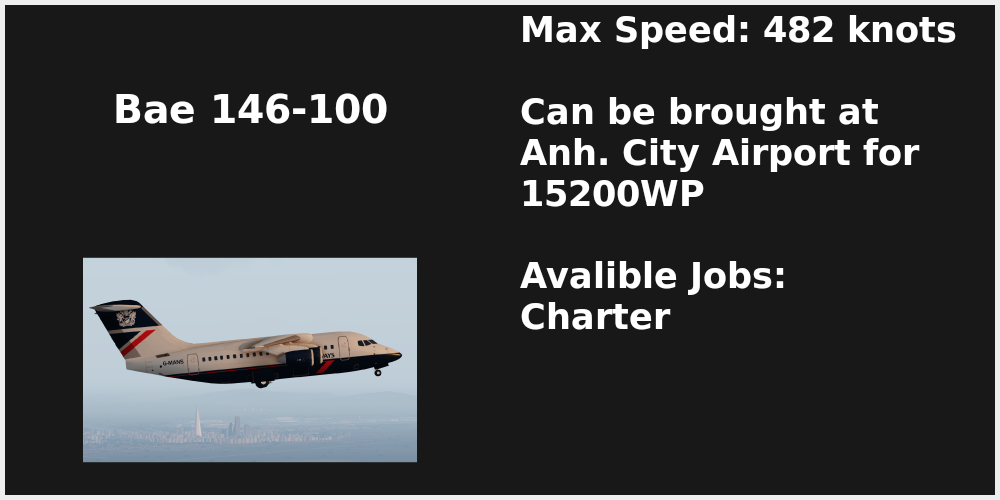 Bae 146-100
Max Speed: 482 knots
Can be brought at
Anh. City Airport for
15200WP
Avalible Jobs:
Charter
G-MANS